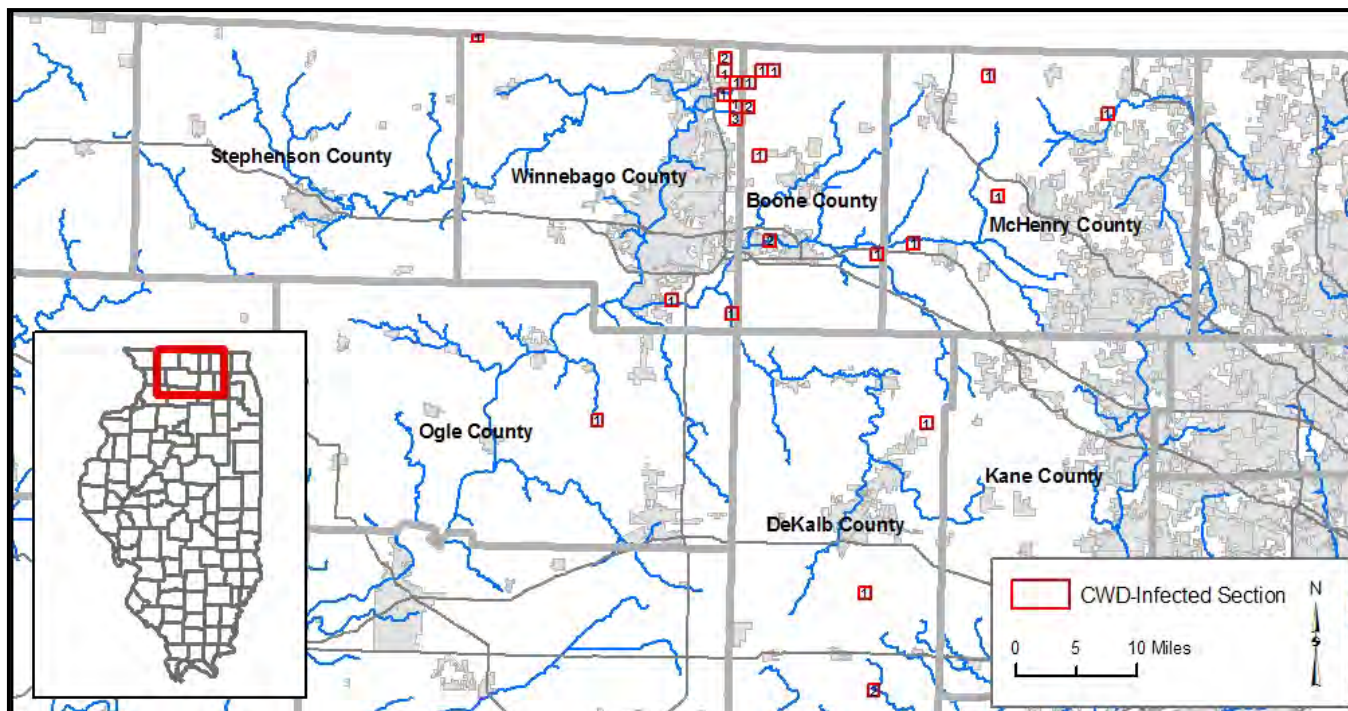 1
2
1
1 1
1 1 1
1
1 2
3
1
1
1
Stephenson County
Winnebago County
Boone County
1
McHenry County
2
1
1
1
1
1
1
Ogle County
Kane County
DeKalb County
1
CWD-Infected Section
N
0 5 10 Miles